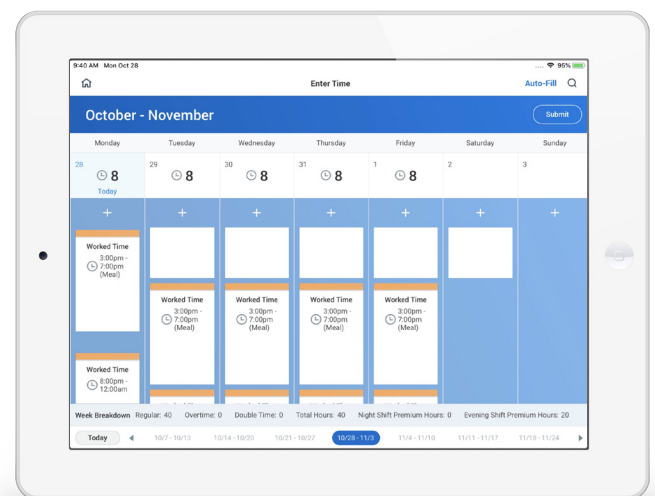 9:40 AM Mon Oct 28 .... 95%
Enter Time Auto-Fill
October - November Submit
Monday Tuesday Wednesday Thursday Friday Saturday Sunday
28 29 30 31 1 2 3
8 8 8 8 8
Today
+ + + + + + +
Worked Time
3:00pm -
7:00pm
(Meal)
Worked Time Worked Time Worked Time Worked Time
3:00pm - 3:00pm - 3:00pm - 3:00pm -
7:00pm 7:00pm 7:00pm 7:00pm
(Meal) (Meal) (Meal) (Meal)
Worked Time
8:00pm -
12:00am
Week Breakdown Regular: 40 Overtime: 0 Double Time: 0 Total Hours: 40 Night Shift Premium Hours: 0 Evening Shift Premium Hours: 20
Today 10/7 - 10/13 10/14 - 10/20 10/21 - 10/27 10/28 - 11/3 11/4 - 11/10 11/11 - 11/17 11/18 - 11/24